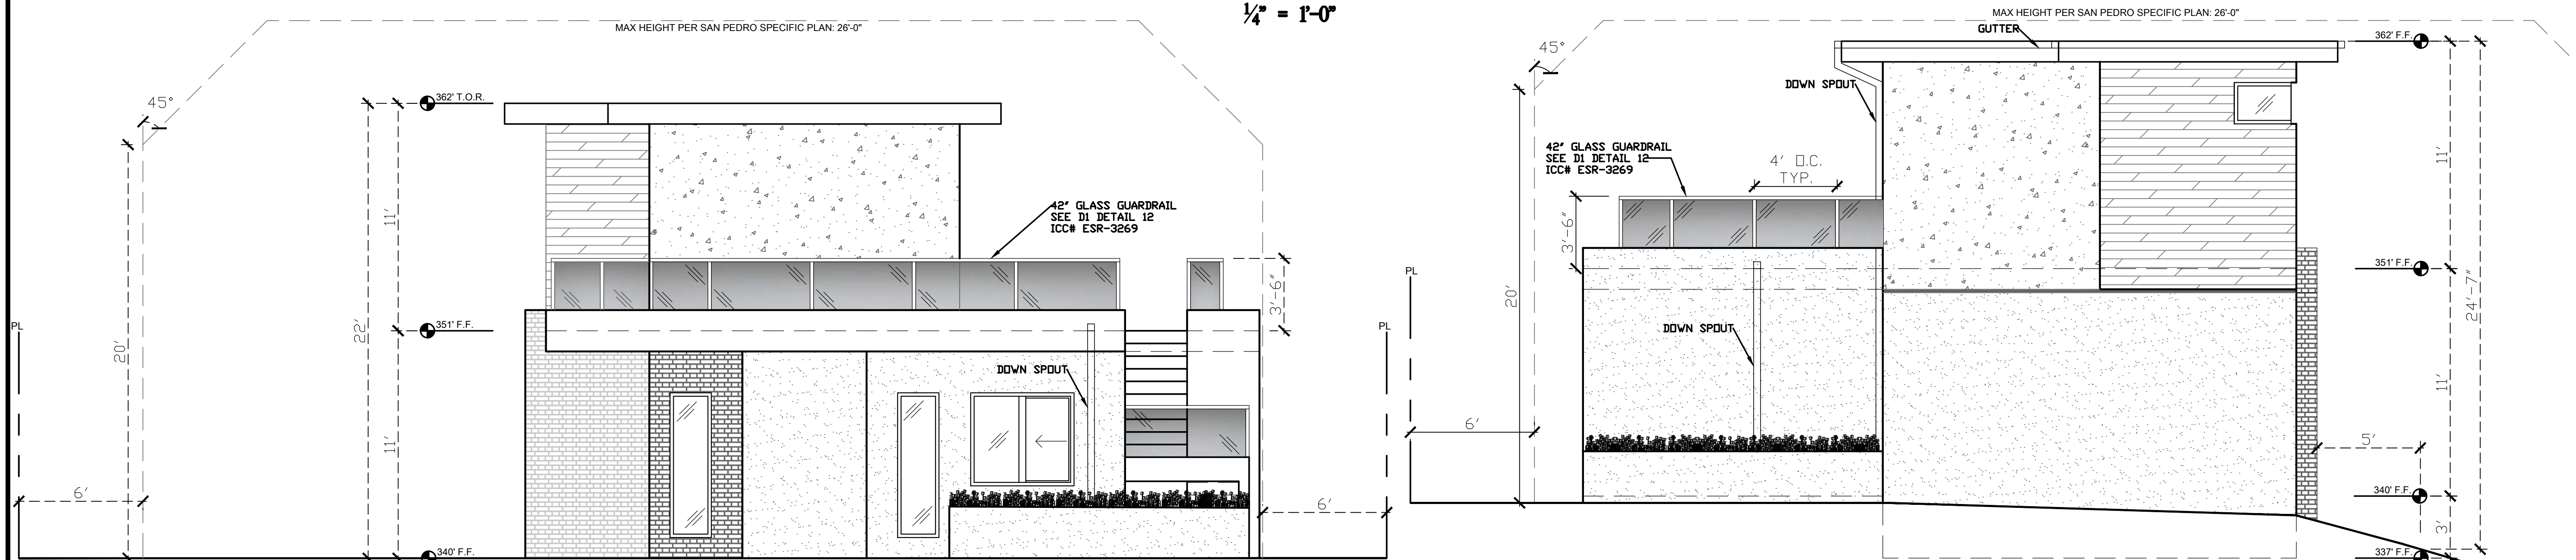 1/4" = 1'-0"
MAX HEIGHT PER SAN PEDRO SPECIFIC PLAN: 26'-0"
45°
362' T.O.R.
11'
42" GLASS GUARDRAIL
SEE D1 DETAIL 12
ICC# ESR-3269
3'-6"
PL
20'
22'
351' F.F.
PL
DOWN SPOUT
11'
6'
6'
340' F.F.
MAX HEIGHT PER SAN PEDRO SPECIFIC PLAN: 26'-0"
GUTTER
362' F.F.
45°
DOWN SPOUT
42" GLASS GUARDRAIL
SEE D1 DETAIL 12
ICC# ESR-3269
4' O.C.
TYP.
11'
3'-6"
PL
351' F.F.
20'
24'-7"
DOWN SPOUT
11'
6'
5'
340' F.F.
3'
337' F.F.